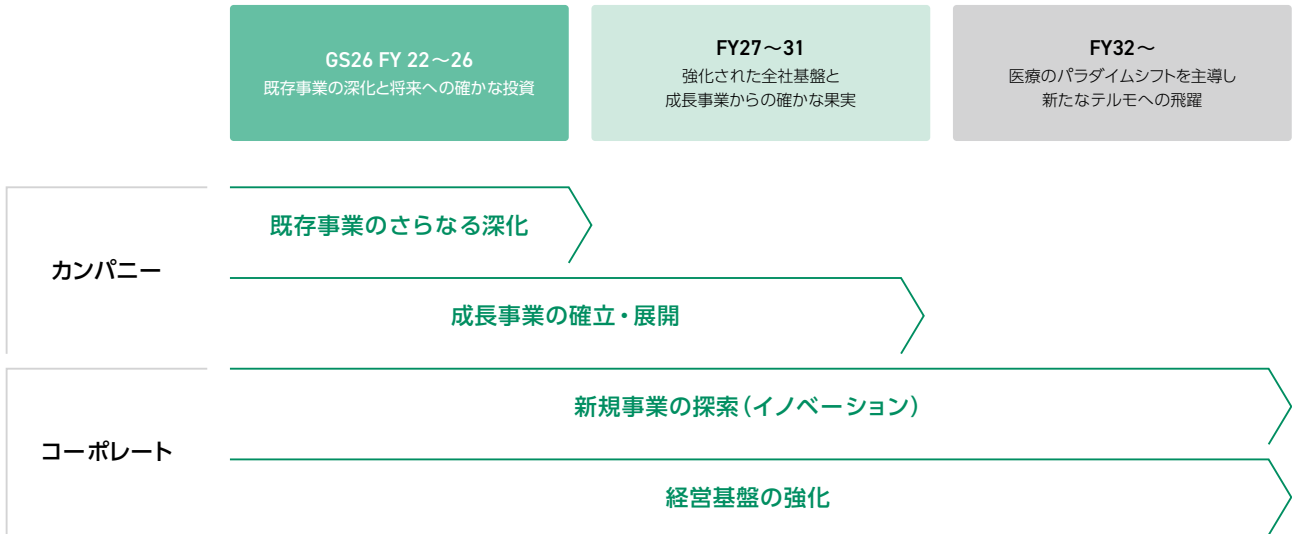 GS26 FY 22～26
既存事業の深化と将来への確かな投資
FY27～31
強化された全社基盤と
成長事業からの確かな果実
FY32～
医療のパラダイムシフトを主導し
新たなテルモへの飛躍
カンパニー
既存事業のさらなる深化
成長事業の確立・展開
コーポレート
新規事業の探索（イノベーション）
経営基盤の強化